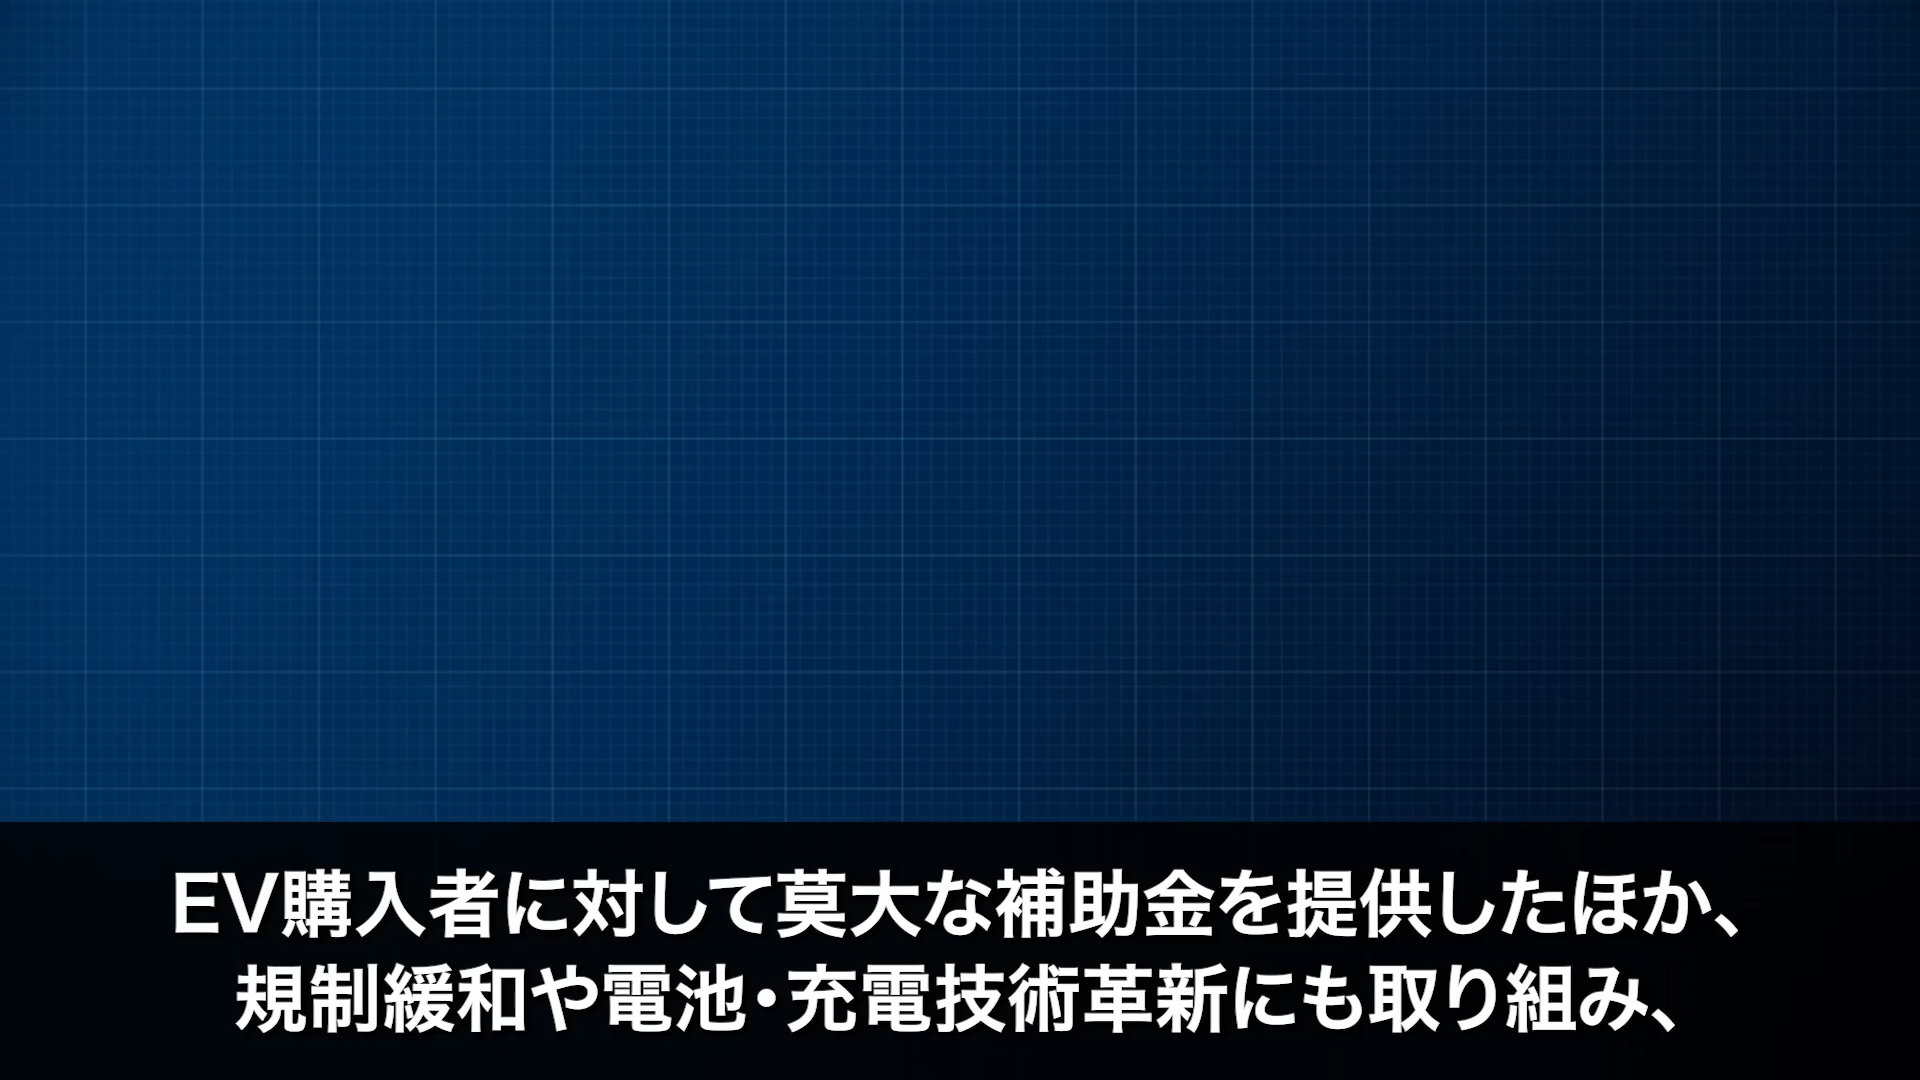 EV購入者に対して莫大な補助金を提供したほか、
規制緩和や電池・充電技術革新にも取り組み、